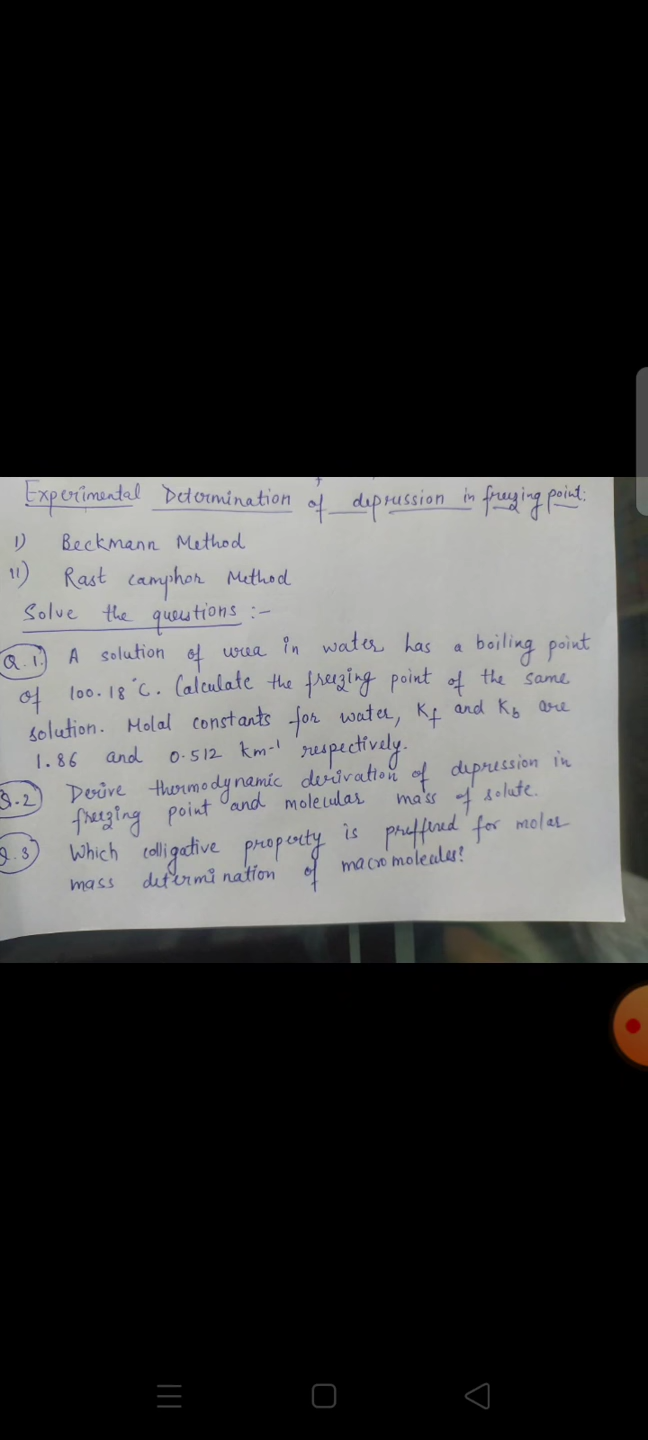 Experimental Determination of depression in freezing point:
I) Beckmann Method
II) Rast camphor Method
Solve the questions :-
Q.1. A solution of urea in water has a boiling point
of 100.18°C. Calculate the freezing point of the same
solution. Molal constants for water, Kf and Kb are
1.86 and 0.512 km-1 respectively.
Q.2 Derive thermodynamic derivation of depression in
freezing point and molecular mass of solute.
Q.3 Which colligative property is preffered for molar
mass determination of macromolecules?